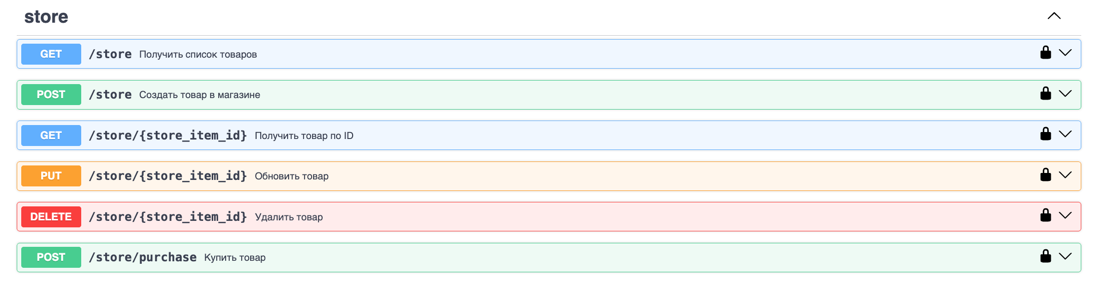 store
GET /store Получить список товаров
POST /store Создать товар в магазине
GET /store/{store_item_id} Получить товар по ID
PUT /store/{store_item_id} Обновить товар
DELETE /store/{store_item_id} Удалить товар
POST /store/purchase Купить товар